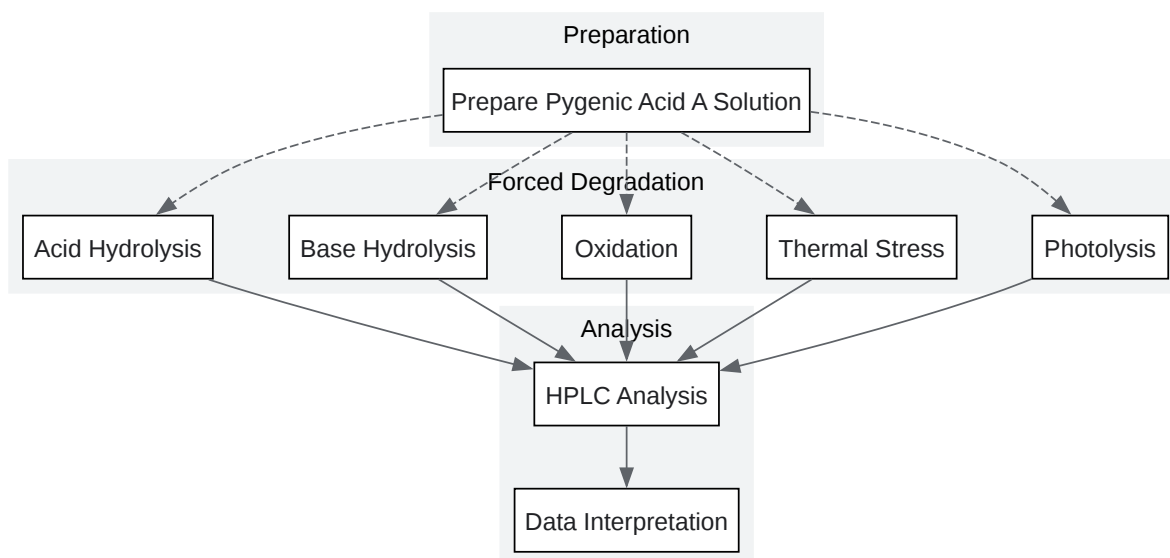 Preparation
Prepare Pygenic Acid A Solution
Forced Degradation
Acid Hydrolysis
Base Hydrolysis
Oxidation
Thermal Stress
Photolysis
Analysis
HPLC Analysis
Data Interpretation